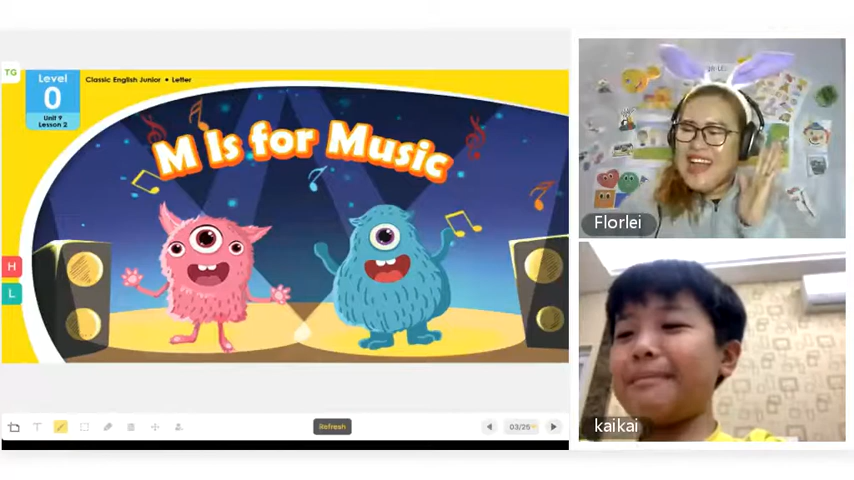 TG
Level
0
Unit 9
Lesson 2
Classic English Junior • Letter
M Is for Music
H
L
T
Refresh
03/25
Florlei
kaikai